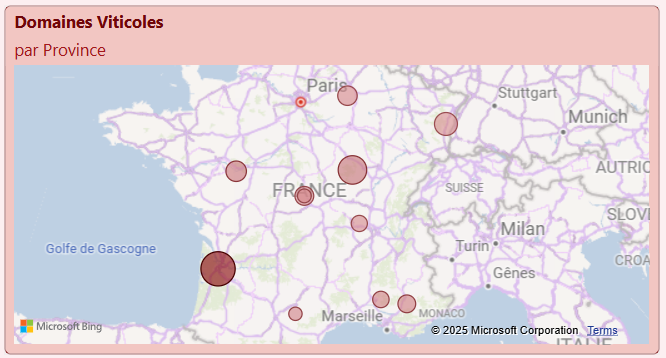 Domaines Viticoles
par Province
Paris
Stuttgart
Munich
AUTRIC
FRANCE
SUISSE
SLOV
Milan
Golfe de Gascogne
Turin
CROA
Gênes
Marseille
MONACO
ITALIE
Microsoft Bing
© 2025 Microsoft Corporation Terms